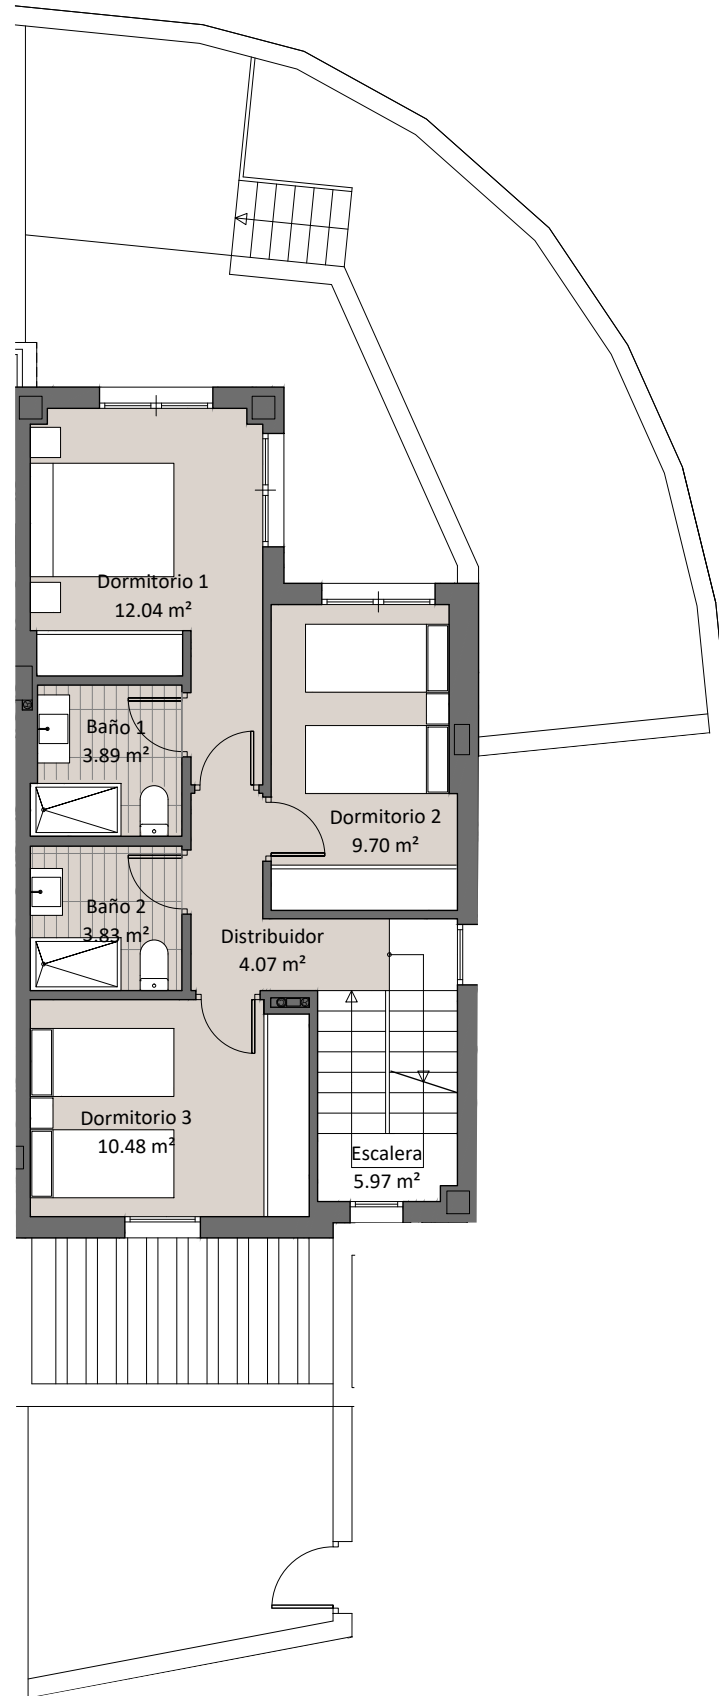 Dormitorio 1
12.04 m²
Baño 1
3.89 m²
Dormitorio 2
9.70 m²
Baño 2
3.83 m²
Distribuidor
4.07 m²
Dormitorio 3
10.48 m²
Escalera
5.97 m²